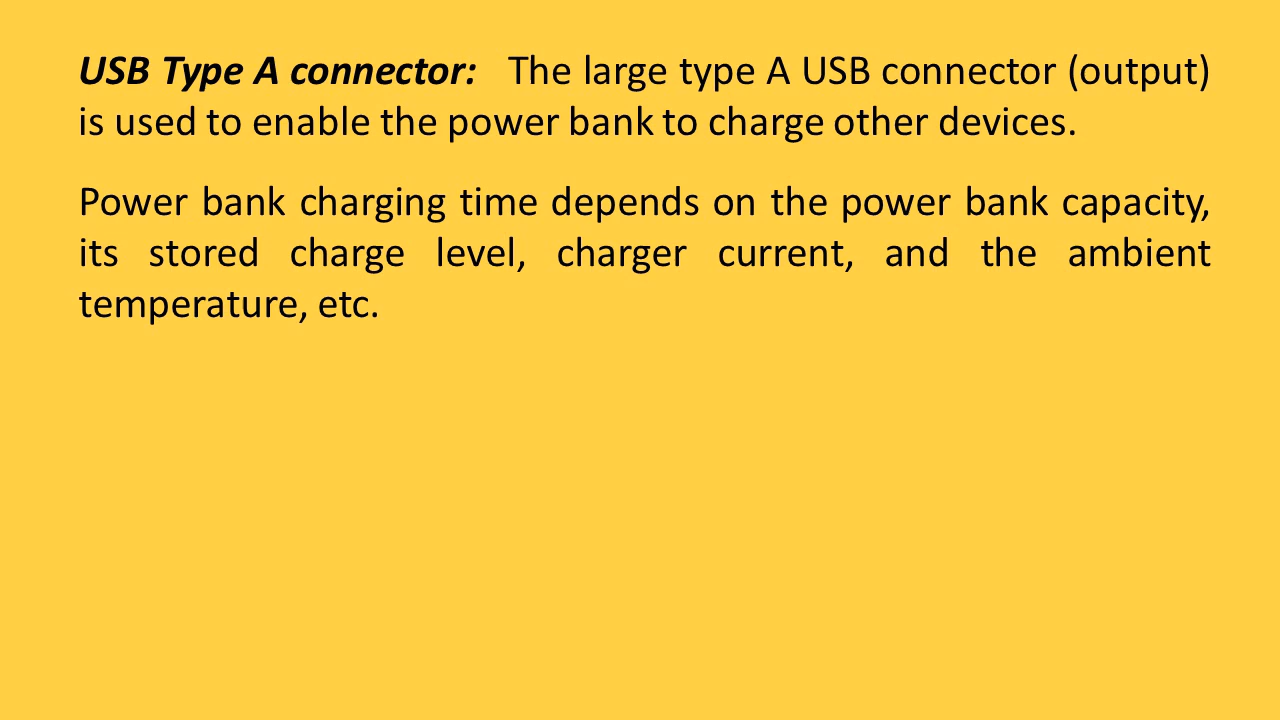 USB Type A connector: The large type A USB connector (output)
is used to enable the power bank to charge other devices.
Power bank charging time depends on the power bank capacity,
its stored charge level, charger current, and the ambient
temperature, etc.